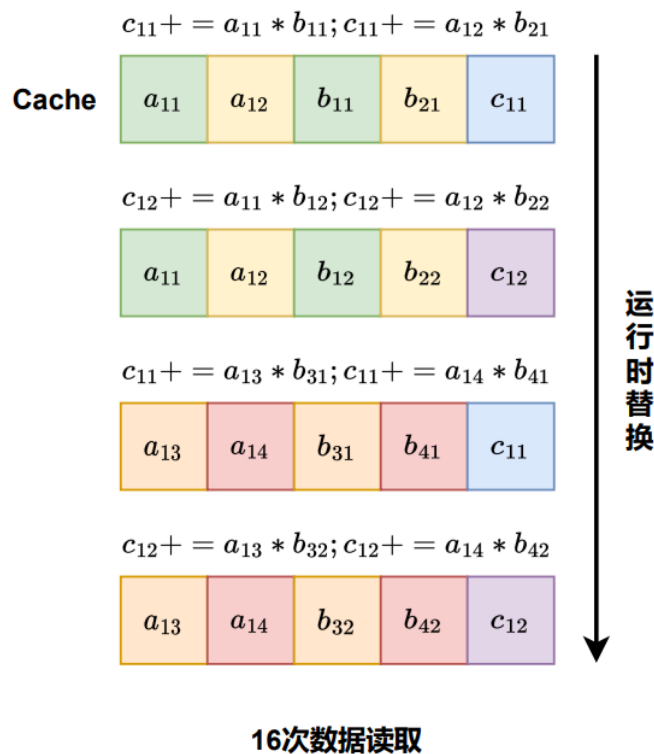 c₁₁+ = a₁₁ * b₁₁; c₁₁+ = a₁₂ * b₂₁
Cache
a₁₁ a₁₂ b₁₁ b₂₁ c₁₁
c₁₂+ = a₁₁ * b₁₂; c₁₂+ = a₁₂ * b₂₂
a₁₁ a₁₂ b₁₂ b₂₂ c₁₂
c₁₁+ = a₁₃ * b₃₁; c₁₁+ = a₁₄ * b₄₁
a₁₃ a₁₄ b₃₁ b₄₁ c₁₁
c₁₂+ = a₁₃ * b₃₂; c₁₂+ = a₁₄ * b₄₂
a₁₃ a₁₄ b₃₂ b₄₂ c₁₂
运行时替换
16次数据读取